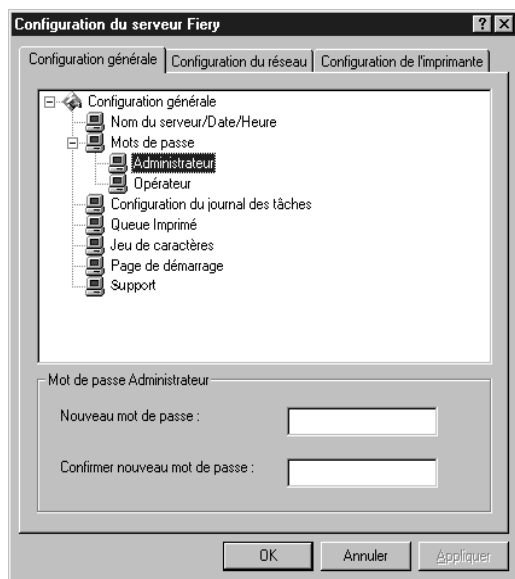 Configuration du serveur Fiery
Configuration générale
Configuration du réseau
Configuration de l'imprimante
Configuration générale
Nom du serveur/Date/Heure
Mots de passe
Administrateur
Opérateur
Configuration du journal des tâches
Queue Imprimé
Jeu de caractères
Page de démarrage
Support
Mot de passe Administrateur
Nouveau mot de passe :
Confirmer nouveau mot de passe :
OK
Annuler
Appliquer